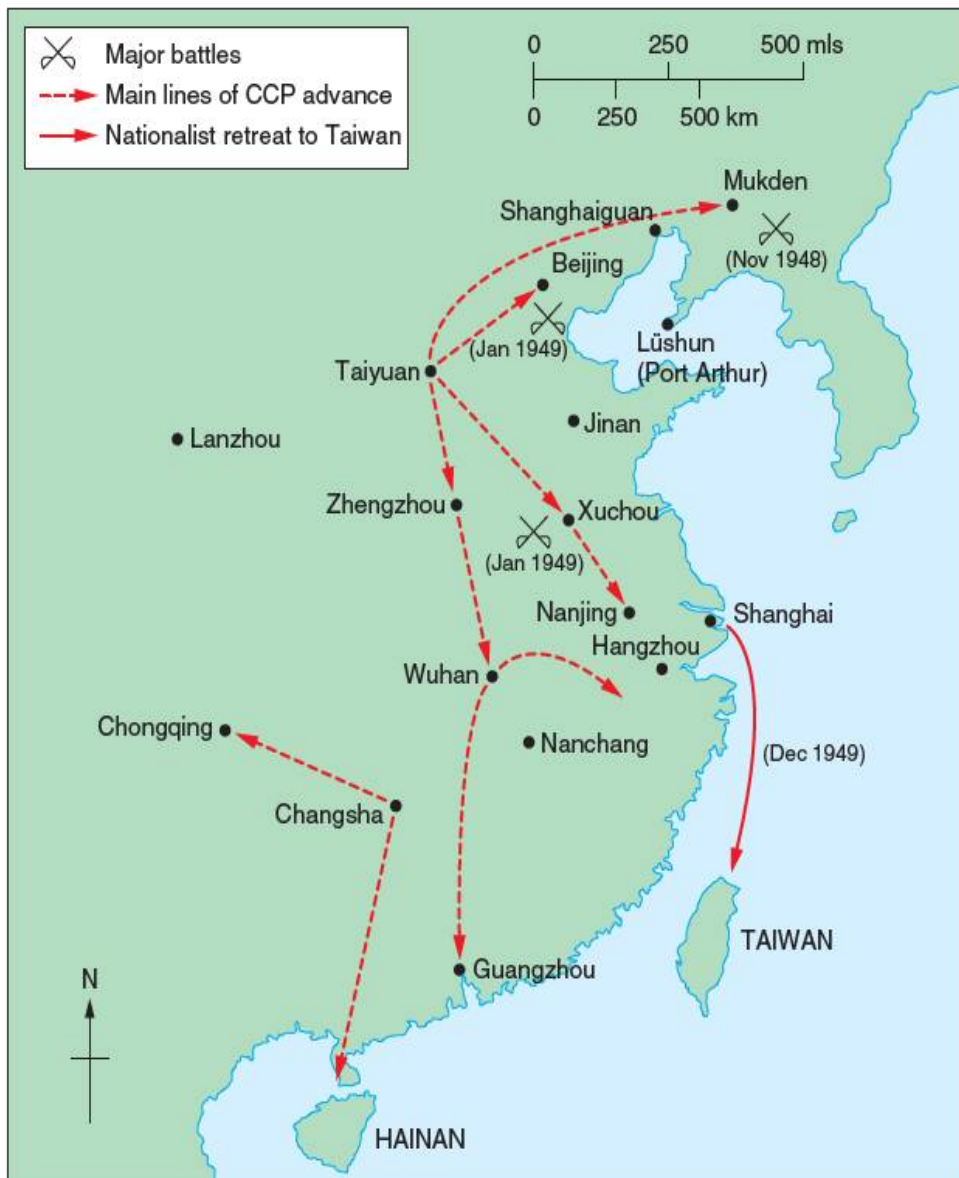 Major battles
Main lines of CCP advance
Nationalist retreat to Taiwan
0 250 500 mls
0 250 500 km
Mukden
Shanghaiguan
(Nov 1948)
Beijing
(Jan 1949)
Lüshun
(Port Arthur)
Taiyuan
Jinan
Lanzhou
Zhengzhou
Xuchou
(Jan 1949)
Nanjing
Shanghai
Hangzhou
Wuhan
Chongqing
Nanchang
(Dec 1949)
Changsha
TAIWAN
Guangzhou
N
HAINAN